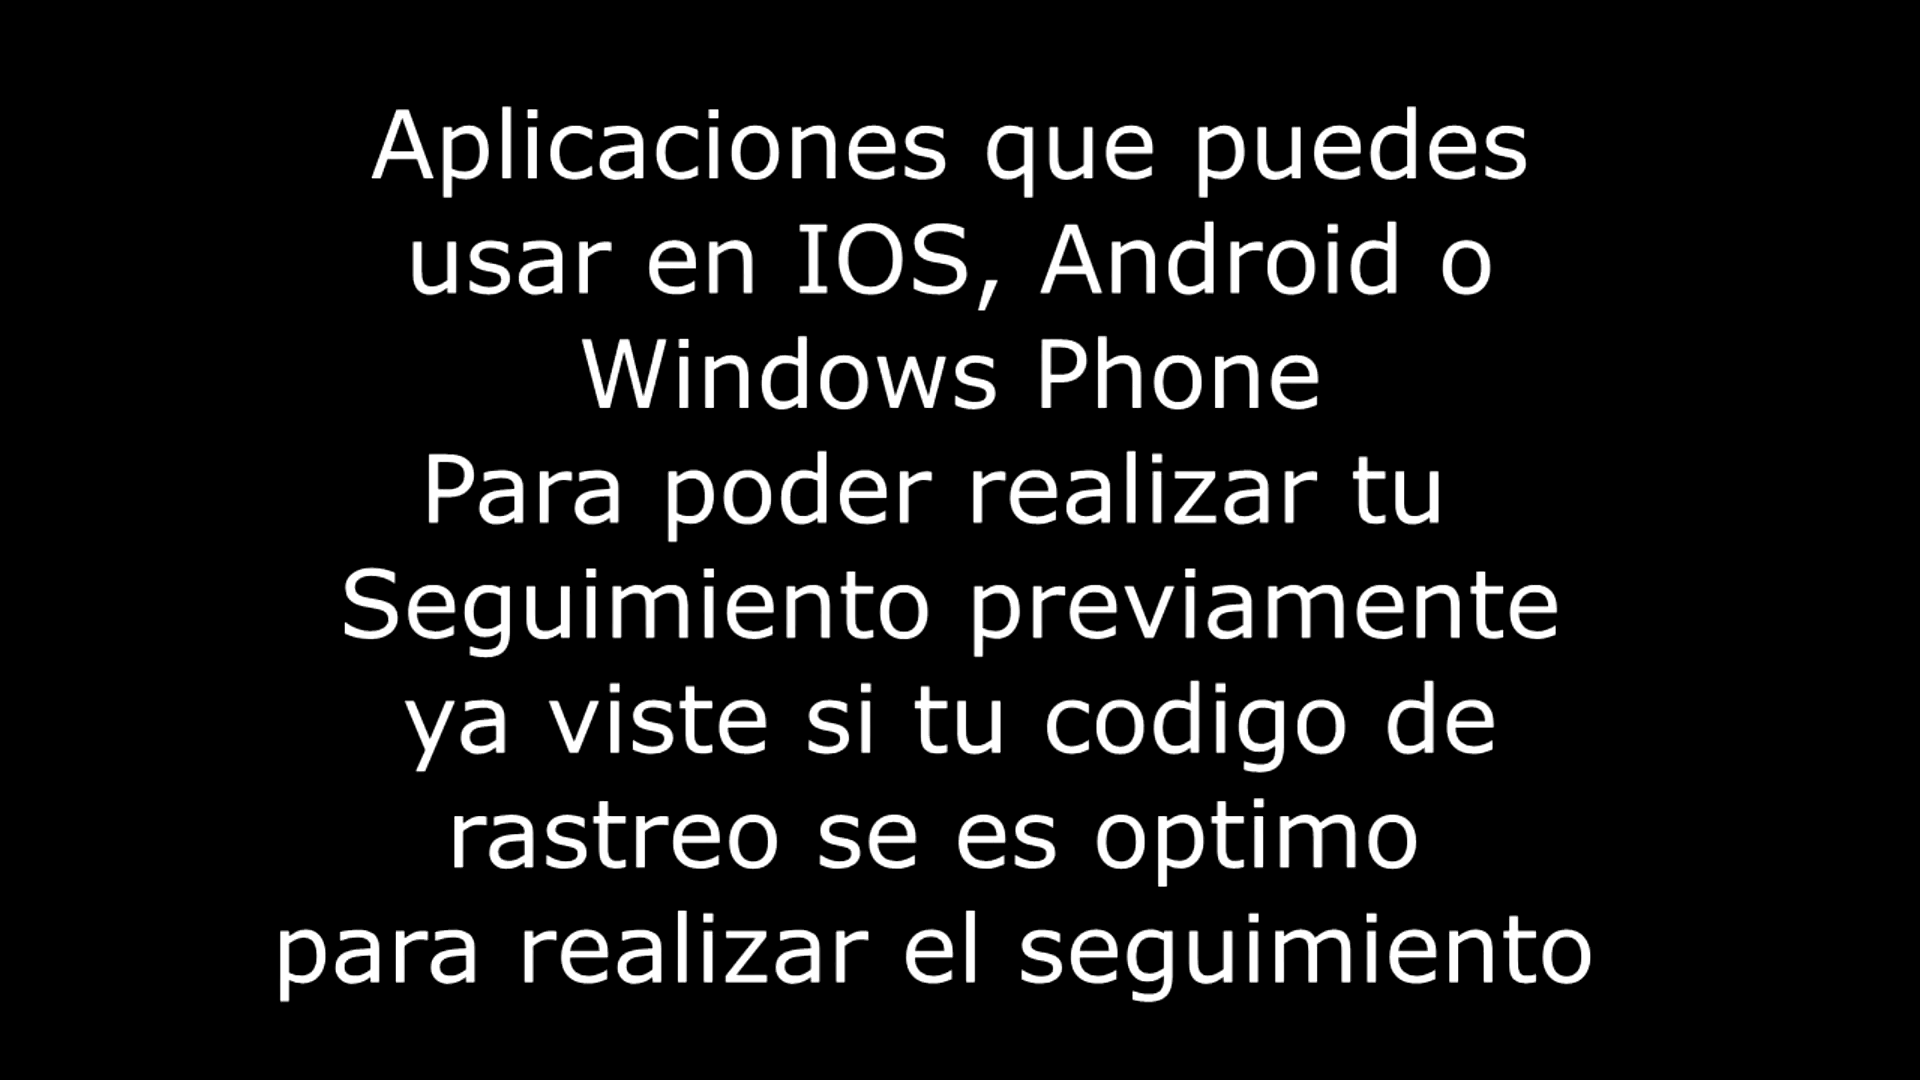 Aplicaciones que puedes
usar en IOS, Android o
Windows Phone
Para poder realizar tu
Seguimiento previamente
ya viste si tu codigo de
rastreo se es optimo
para realizar el seguimiento